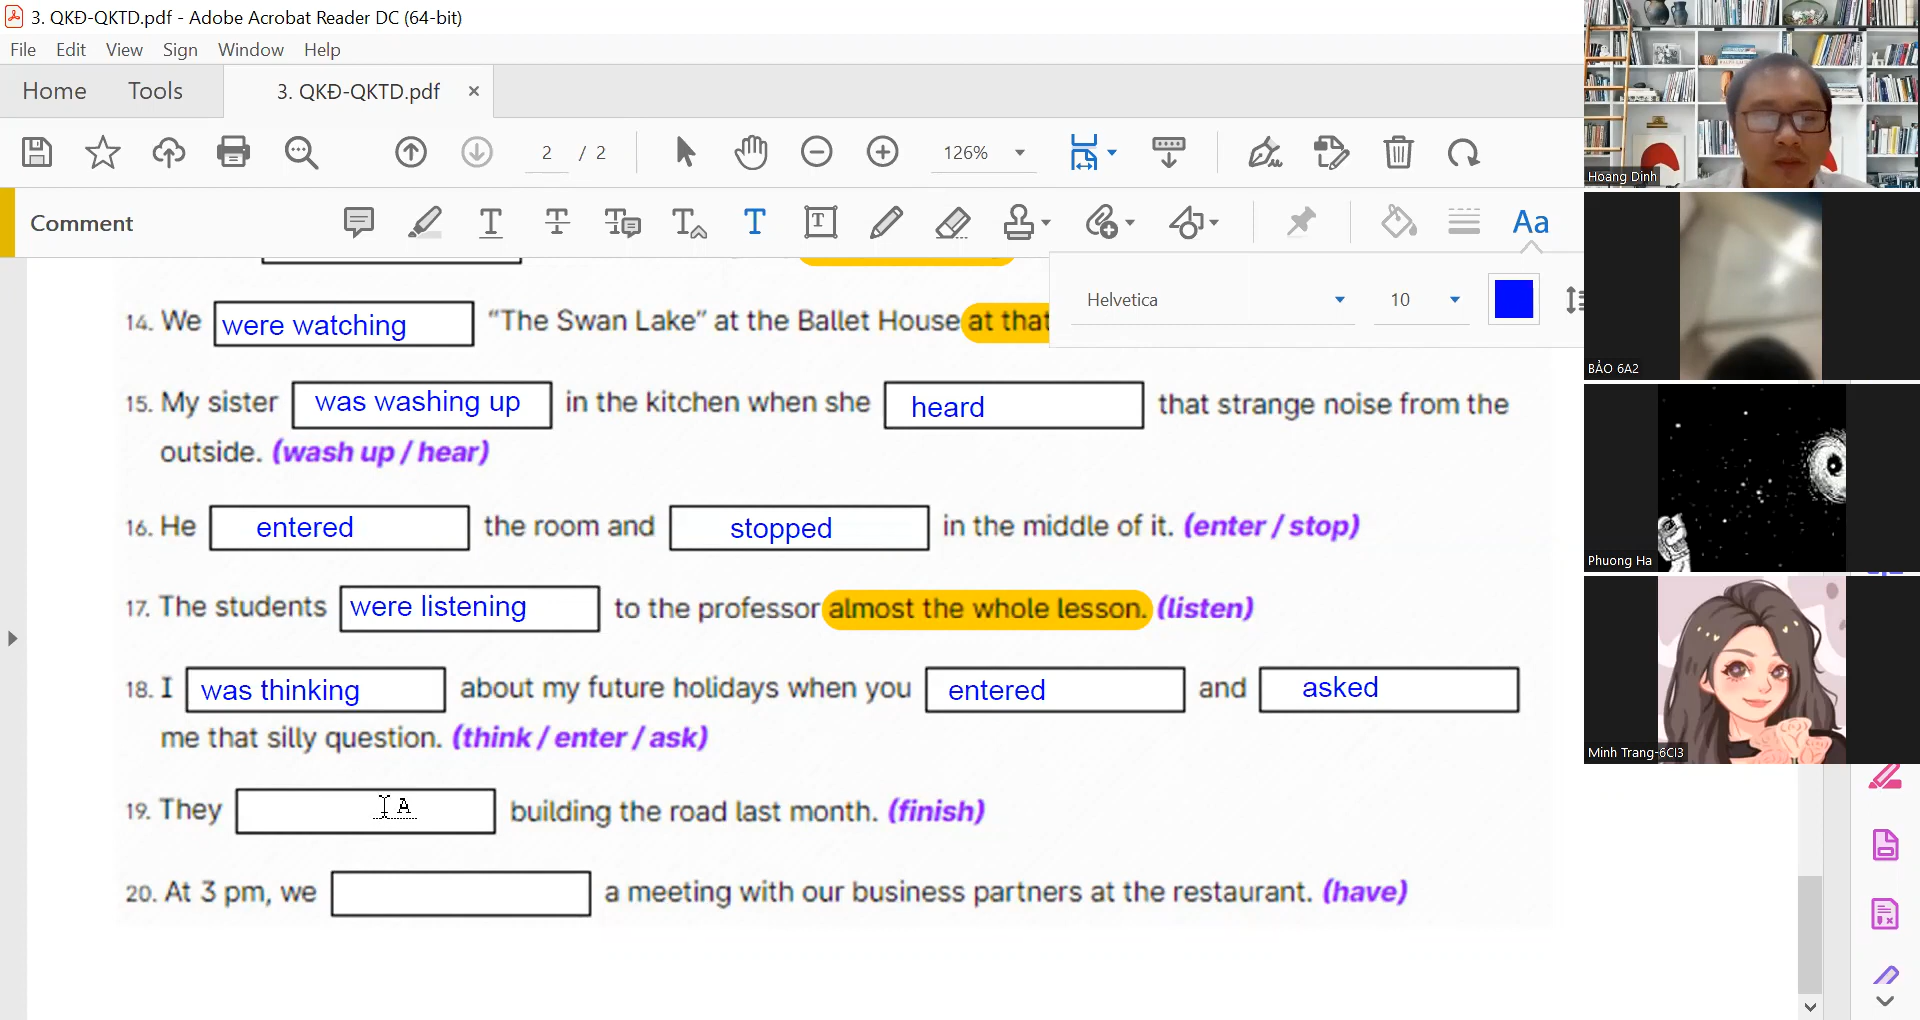 3. QKĐ-QKTD.pdf - Adobe Acrobat Reader DC (64-bit)
File Edit View Sign Window Help
Home Tools 3. QKĐ-QKTD.pdf ×
2 / 2 126%
Comment
Aa
Helvetica 10
14. We were watching “The Swan Lake” at the Ballet House at that
15. My sister was washing up in the kitchen when she heard that strange noise from the
outside. (wash up / hear)
16. He entered the room and stopped in the middle of it. (enter / stop)
17. The students were listening to the professor almost the whole lesson. (listen)
18. I was thinking about my future holidays when you entered and asked
me that silly question. (think / enter / ask)
19. They building the road last month. (finish)
20. At 3 pm, we a meeting with our business partners at the restaurant. (have)
Hoang Dinh
BẢO 6A2
Phuong Ha
Minh Trang-6CI3